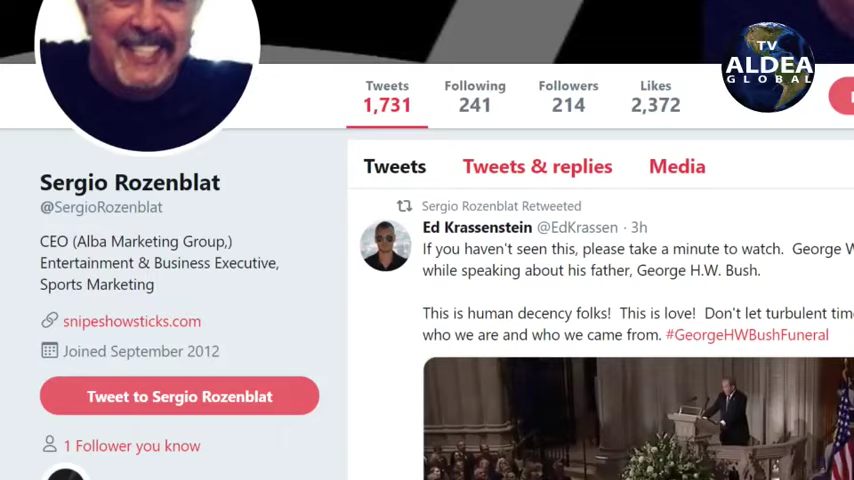 TV
ALDEA
GLOBAL
Tweets Following Followers Likes
1,731 241 214 2,372
Sergio Rozenblat
@SergioRozenblat
CEO (Alba Marketing Group,)
Entertainment & Business Executive,
Sports Marketing
snipeshowsticks.com
Joined September 2012
Tweet to Sergio Rozenblat
1 Follower you know
Tweets Tweets & replies Media
Sergio Rozenblat Retweeted
Ed Krassenstein @EdKrassen · 3h
If you haven't seen this, please take a minute to watch. George W
while speaking about his father, George H.W. Bush.
This is human decency folks! This is love! Don't let turbulent time
who we are and who we came from. #GeorgeHWBushFuneral